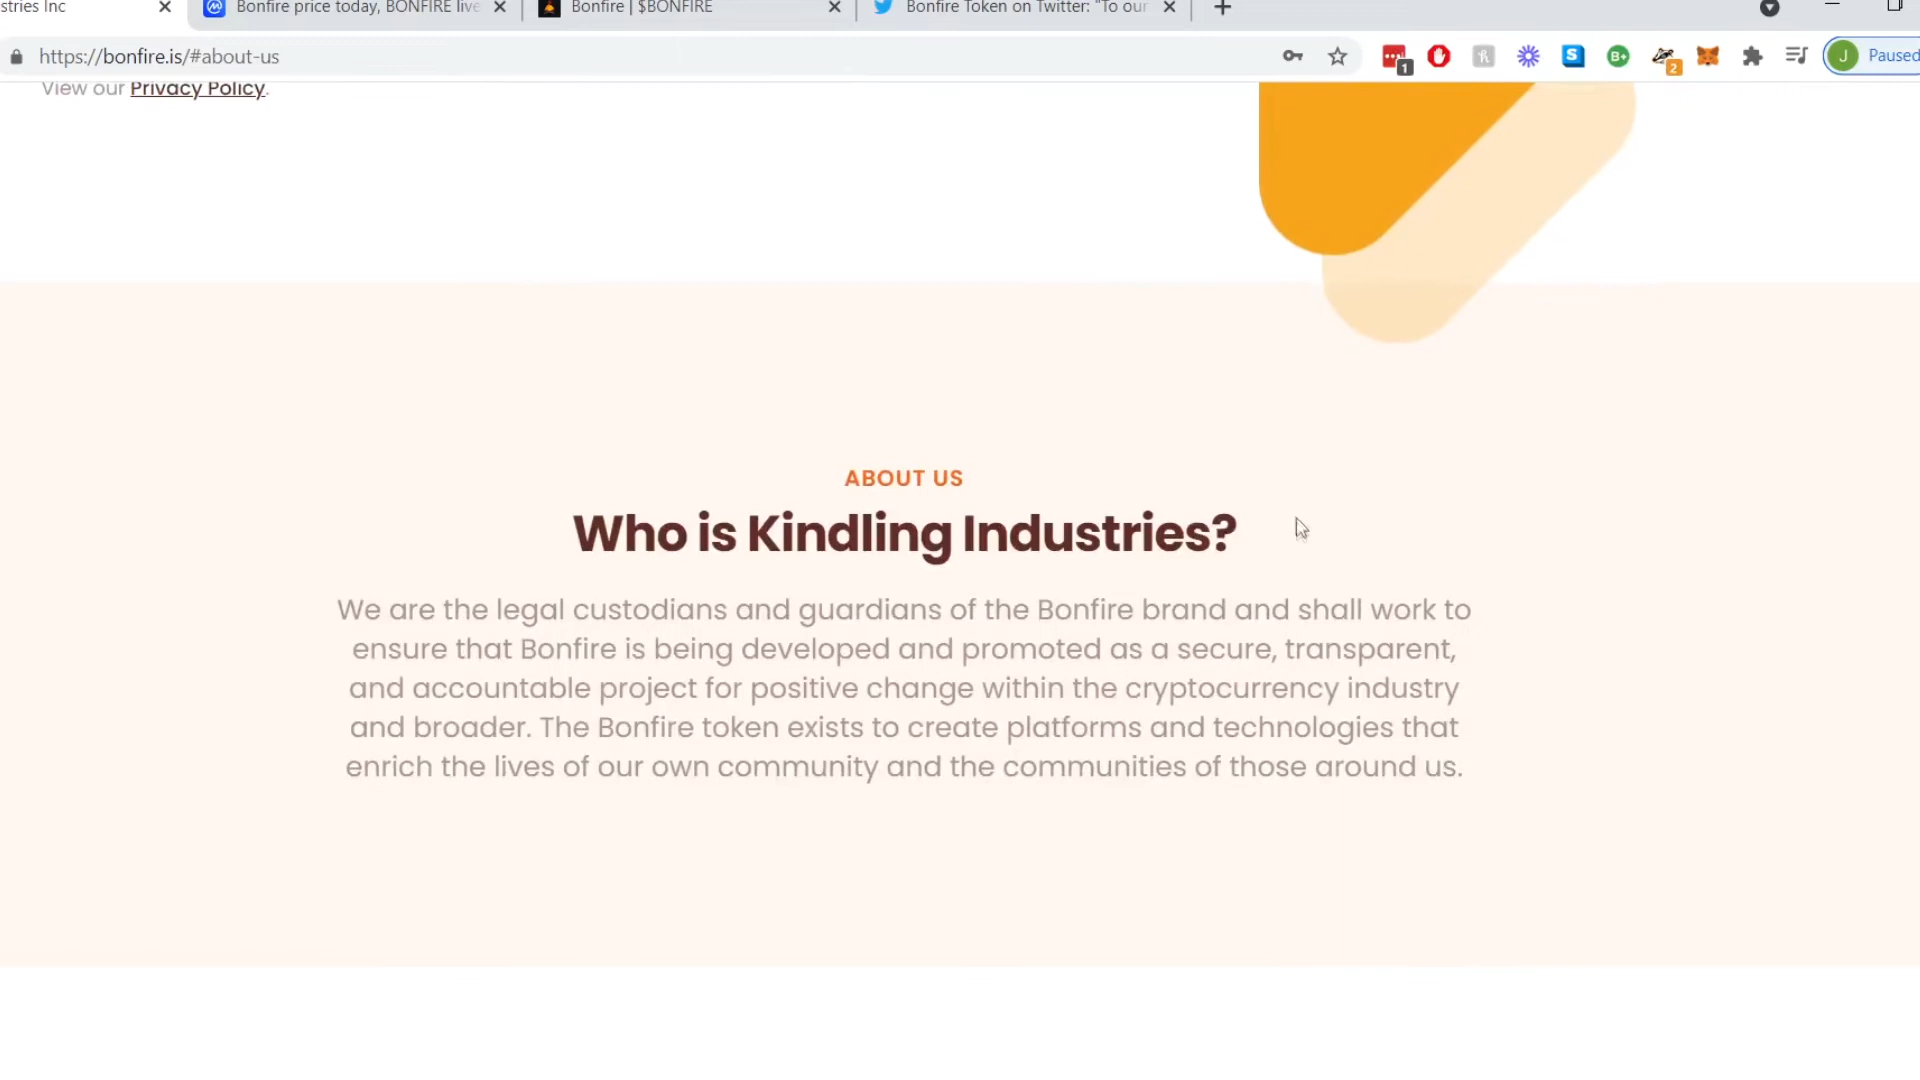 stries Inc
Bonfire price today, BONFIRE live
Bonfire | $BONFIRE
Bonfire Token on Twitter: "To our
https://bonfire.is/#about-us
1
B+
2
J
Paused
View our Privacy Policy.
ABOUT US
Who is Kindling Industries?
We are the legal custodians and guardians of the Bonfire brand and shall work to
ensure that Bonfire is being developed and promoted as a secure, transparent,
and accountable project for positive change within the cryptocurrency industry
and broader. The Bonfire token exists to create platforms and technologies that
enrich the lives of our own community and the communities of those around us.